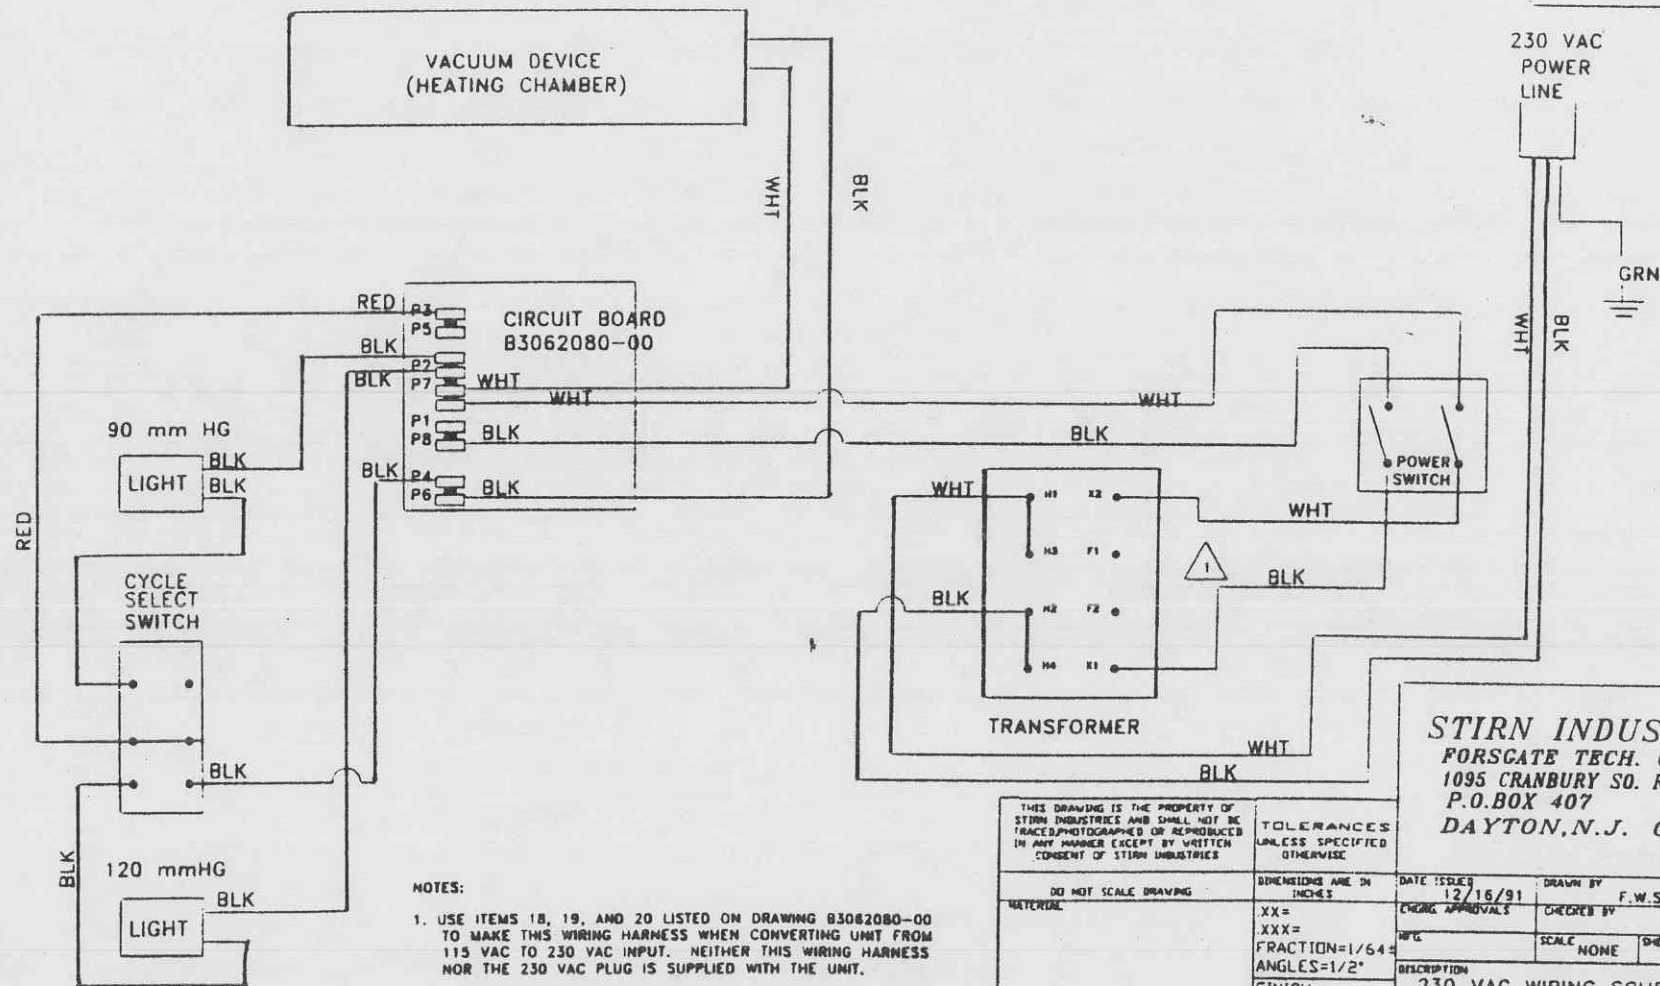 VACUUM DEVICE
(HEATING CHAMBER)
230 VAC
POWER
LINE
WHT
BLK
GRN
WHT
BLK
RED
P3
P5
CIRCUIT BOARD
B3062080-00
BLK
P2
BLK
P7
WHT
WHT
WHT
P1
P8
BLK
BLK
BLK
P4
P6
BLK
90 mm HG
LIGHT
BLK
BLK
RED
POWER
SWITCH
WHT
H1
X2
WHT
H3
F1
1
BLK
BLK
H2
F2
H4
X1
TRANSFORMER
WHT
BLK
CYCLE
SELECT
SWITCH
BLK
BLK
120 mmHG
LIGHT
BLK
NOTES:
1. USE ITEMS 18, 19, AND 20 LISTED ON DRAWING B3062080-00
TO MAKE THIS WIRING HARNESS WHEN CONVERTING UNIT FROM
115 VAC TO 230 VAC INPUT. NEITHER THIS WIRING HARNESS
NOR THE 230 VAC PLUG IS SUPPLIED WITH THE UNIT.
STIRN INDUS
FORSGATE TECH.
1095 CRANBURY SO. R
P.O.BOX 407
DAYTON,N.J.
THIS DRAWING IS THE PROPERTY OF
STIRN INDUSTRIES AND SHALL NOT BE
TRACED,PHOTOGRAPHED OR REPRODUCED
IN ANY MANNER EXCEPT BY WRITTEN
CONSENT OF STIRN INDUSTRIES
TOLERANCES
UNLESS SPECIFIED
OTHERWISE
DO NOT SCALE DRAWING
DIMENSIONS ARE IN
INCHES
DATE ISSUED
12/16/91
DRAWN BY
F.W.S
MATERIAL
.XX=
.XXX=
FRACTION=1/64±
ANGLES=1/2°
ENGRG. APPROVALS
CHECKED BY
MFG.
SCALE
NONE
DESCRIPTION
230 VAC WIRING
FINISH